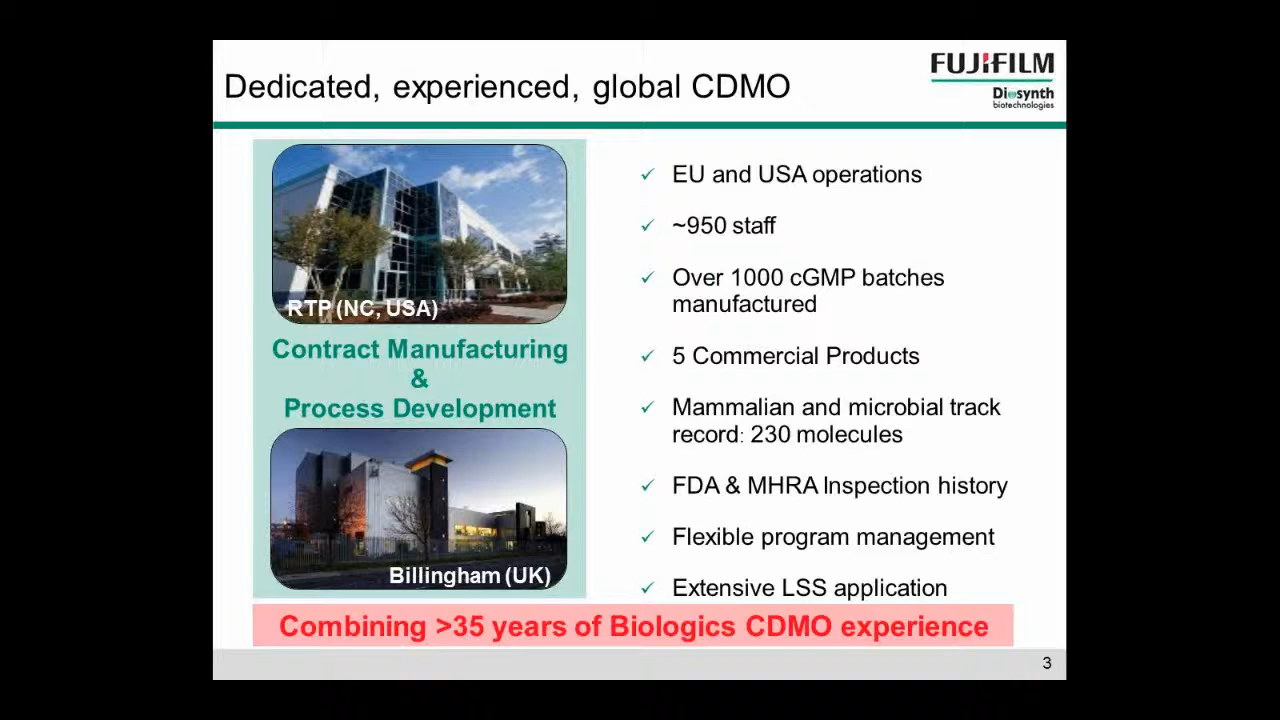 Dedicated, experienced, global CDMO
FUJIFILM
Diosynth
biotechnologies
RTP (NC, USA)
Contract Manufacturing
&
Process Development
Billingham (UK)
✓ EU and USA operations
✓ ~950 staff
✓ Over 1000 cGMP batches
manufactured
✓ 5 Commercial Products
✓ Mammalian and microbial track
record: 230 molecules
✓ FDA & MHRA Inspection history
✓ Flexible program management
✓ Extensive LSS application
Combining >35 years of Biologics CDMO experience
3